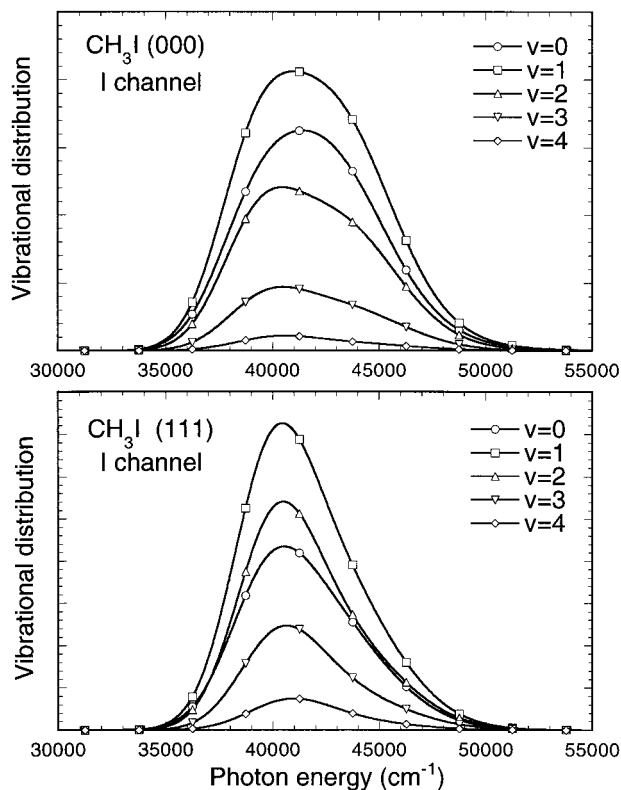 CH₃I (000)
I channel
v=0
v=1
v=2
v=3
v=4
Vibrational distribution
30000 35000 40000 45000 50000 55000
CH₃I (111)
I channel
v=0
v=1
v=2
v=3
v=4
Vibrational distribution
30000 35000 40000 45000 50000 55000
Photon energy (cm⁻¹)